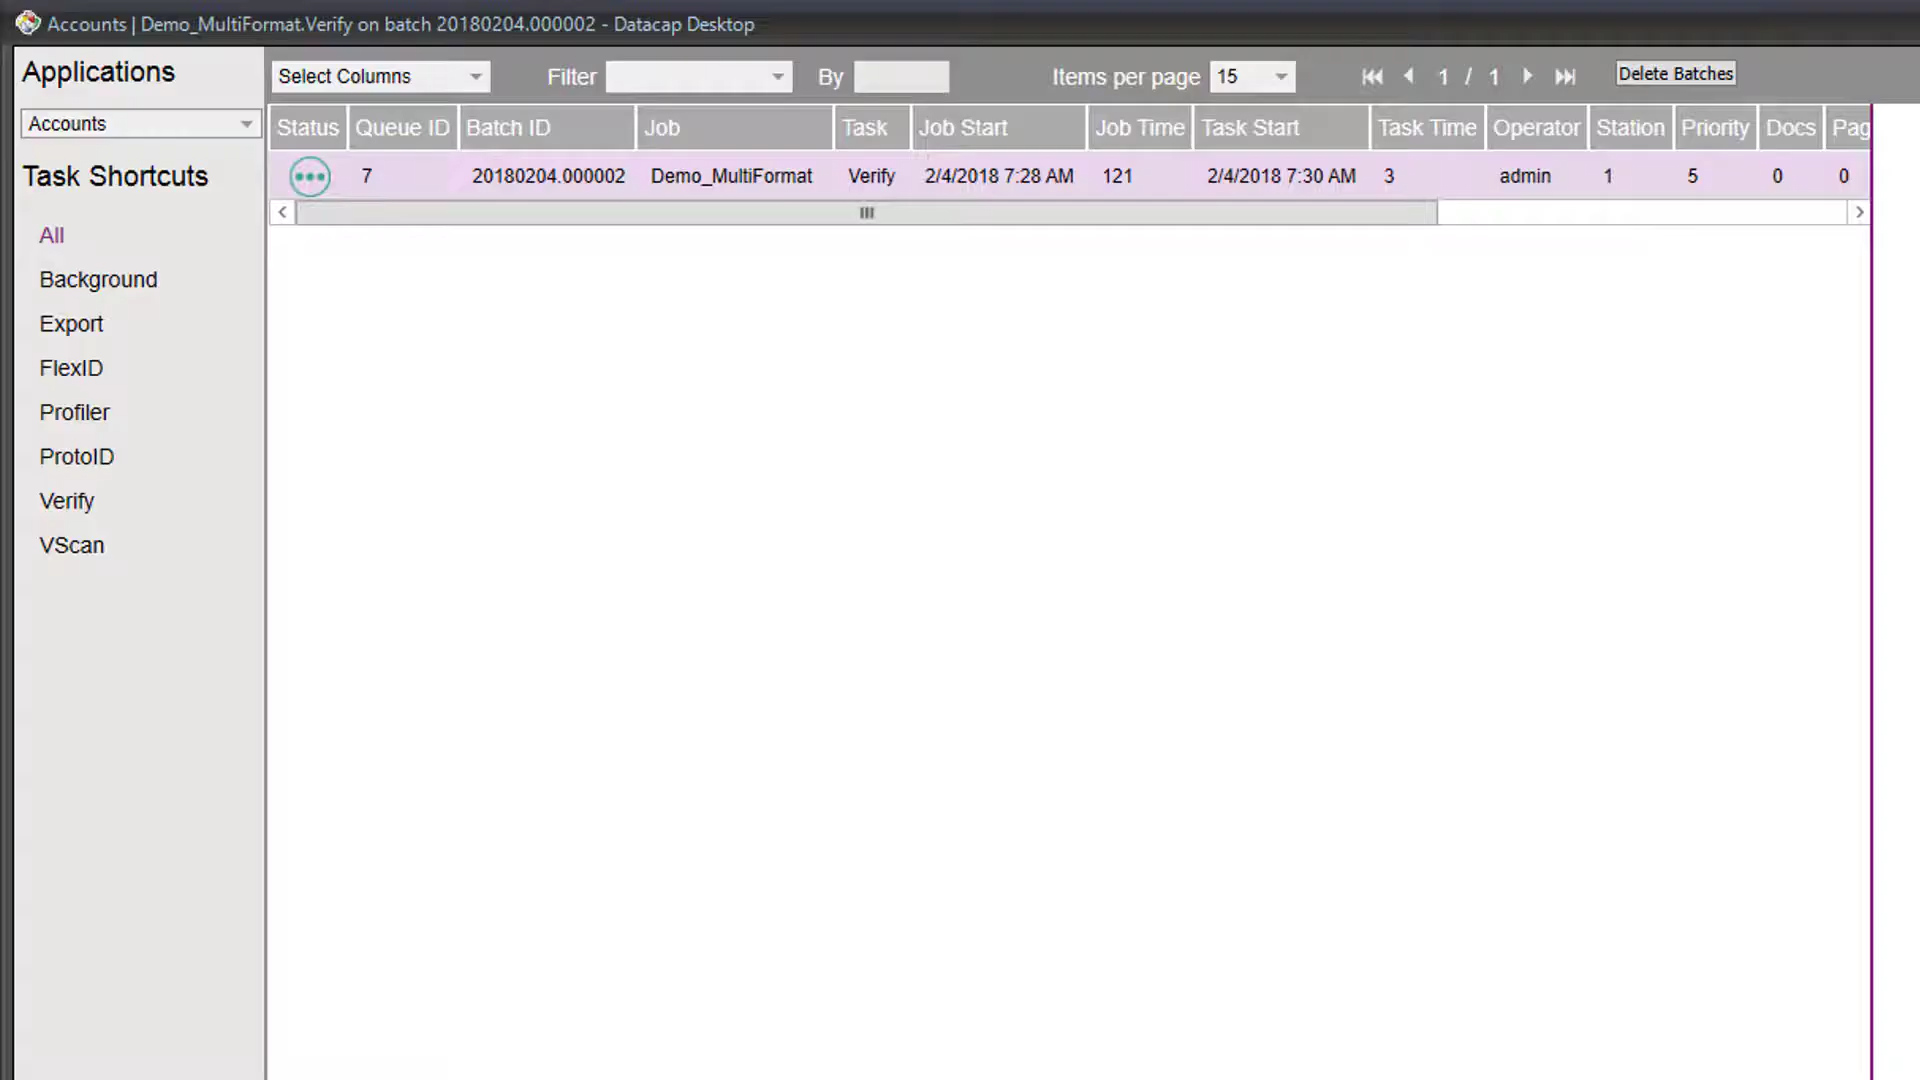 Accounts | Demo_MultiFormat.Verify on batch 20180204.000002 - Datacap Desktop
Applications
Select Columns Filter By Items per page 15 1 / 1 Delete Batches
Accounts
Status Queue ID Batch ID Job Task Job Start Job Time Task Start Task Time Operator Station Priority Docs Pag
7 20180204.000002 Demo_MultiFormat Verify 2/4/2018 7:28 AM 121 2/4/2018 7:30 AM 3 admin 1 5 0 0
Task Shortcuts
All
Background
Export
FlexID
Profiler
ProtoID
Verify
VScan